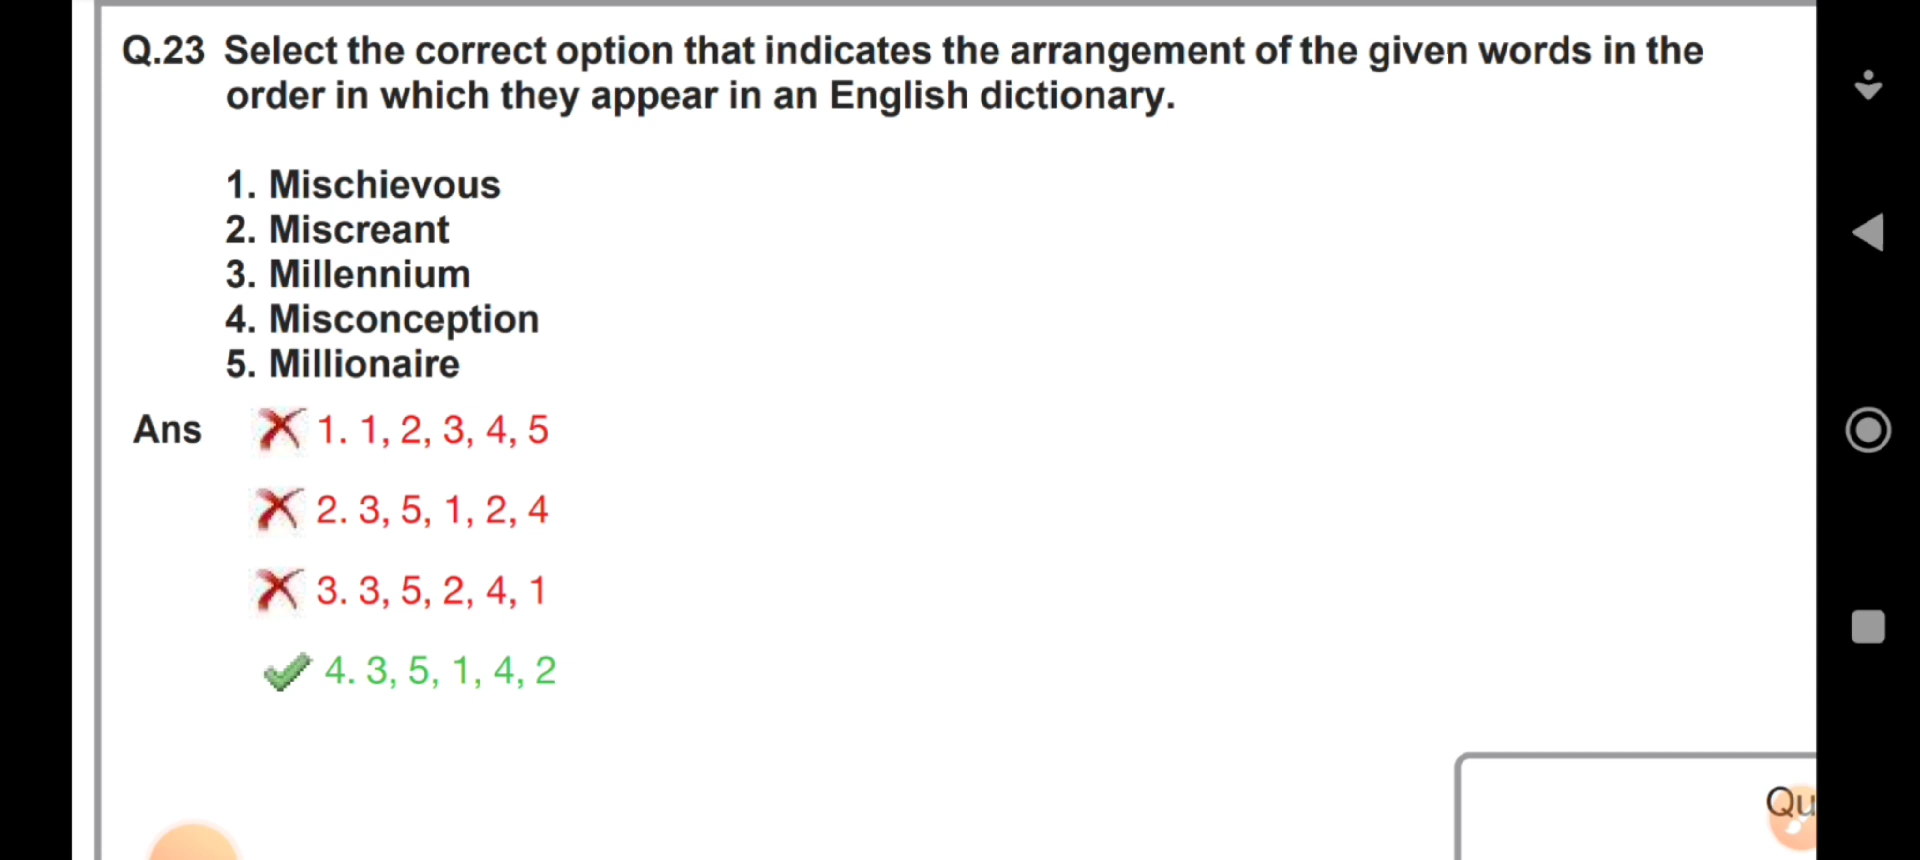 Q.23 Select the correct option that indicates the arrangement of the given words in the
order in which they appear in an English dictionary.
1. Mischievous
2. Miscreant
3. Millennium
4. Misconception
5. Millionaire
Ans 1. 1, 2, 3, 4, 5
2. 3, 5, 1, 2, 4
3. 3, 5, 2, 4, 1
4. 3, 5, 1, 4, 2
Qu